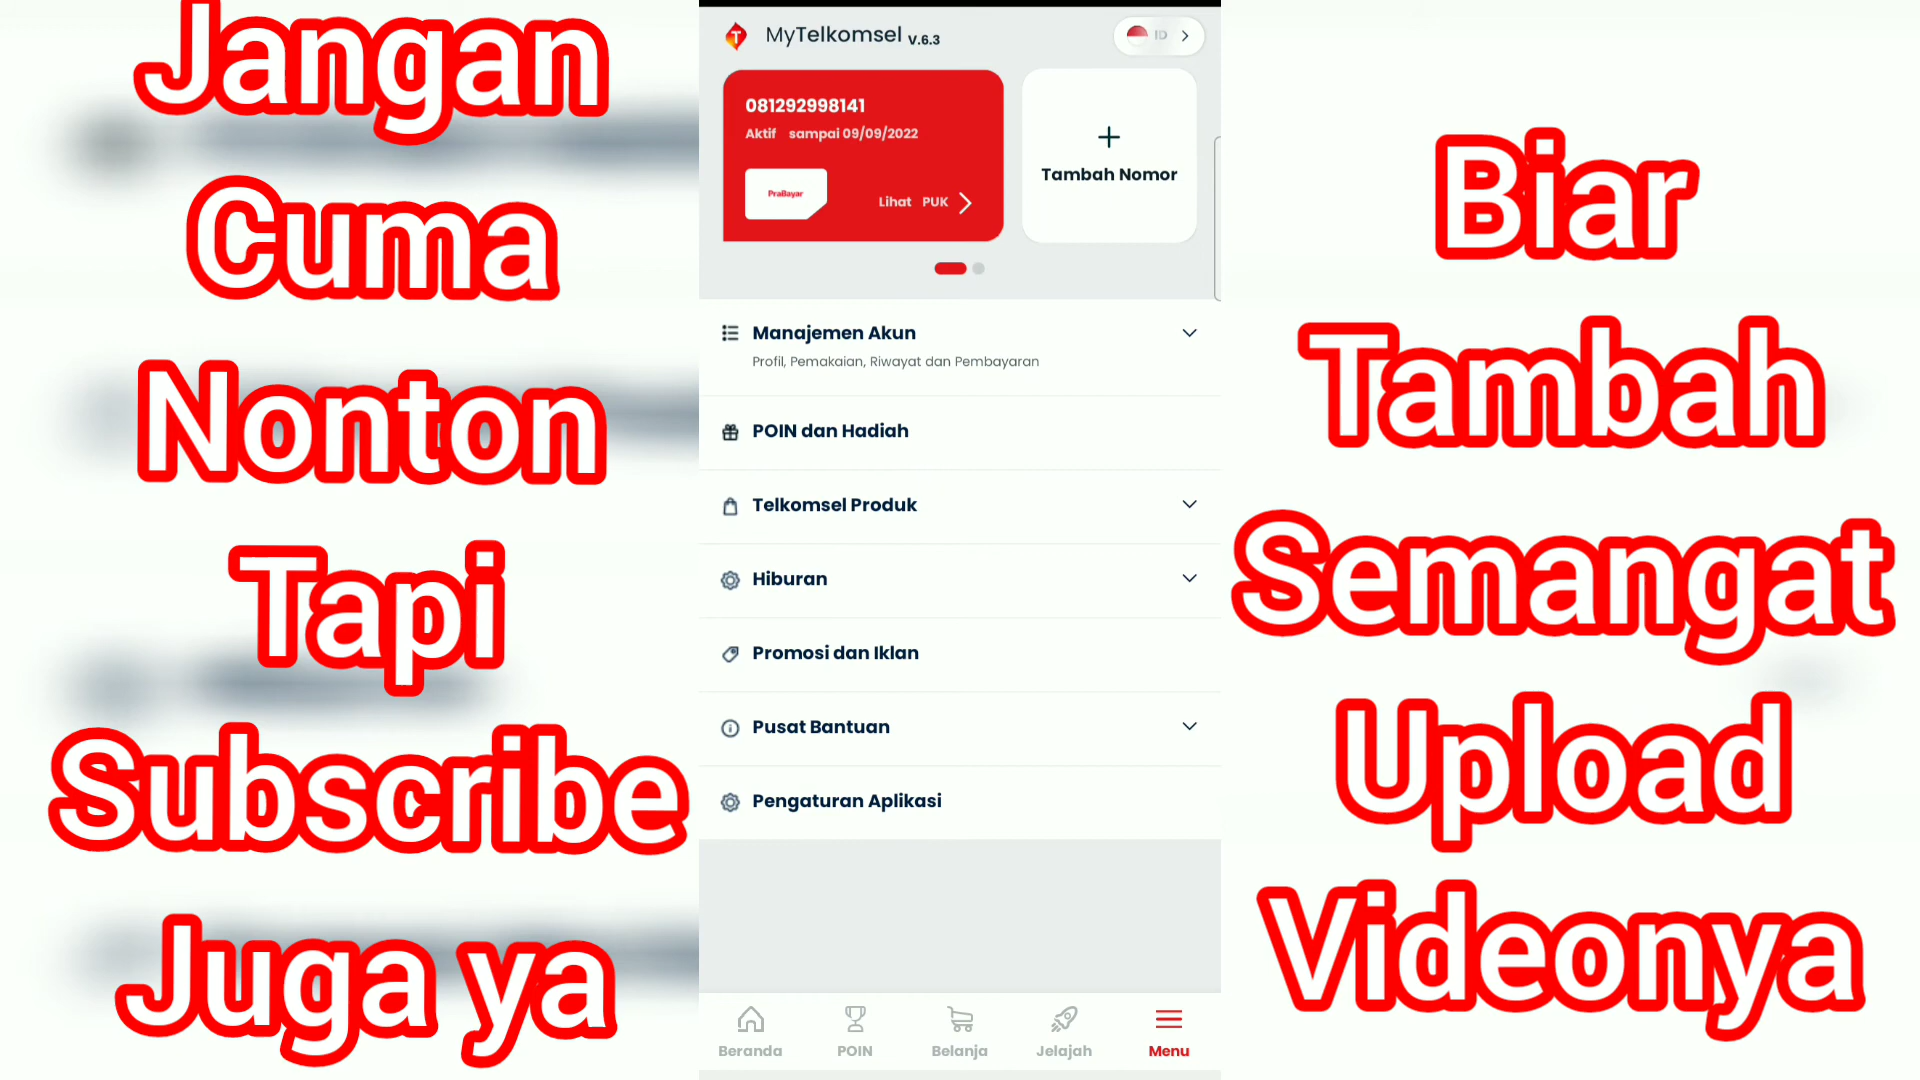 Jangan
Cuma
Nonton
Tapi
Subscribe
Juga ya
MyTelkomsel V.6.3
ID
081292998141
Aktif sampai 09/09/2022
PraBayar
Lihat PUK
Tambah Nomor
Manajemen Akun
Profil, Pemakaian, Riwayat dan Pembayaran
POIN dan Hadiah
Telkomsel Produk
Hiburan
Promosi dan Iklan
Pusat Bantuan
Pengaturan Aplikasi
Beranda
POIN
Belanja
Jelajah
Menu
Biar
Tambah
Semangat
Upload
Videonya